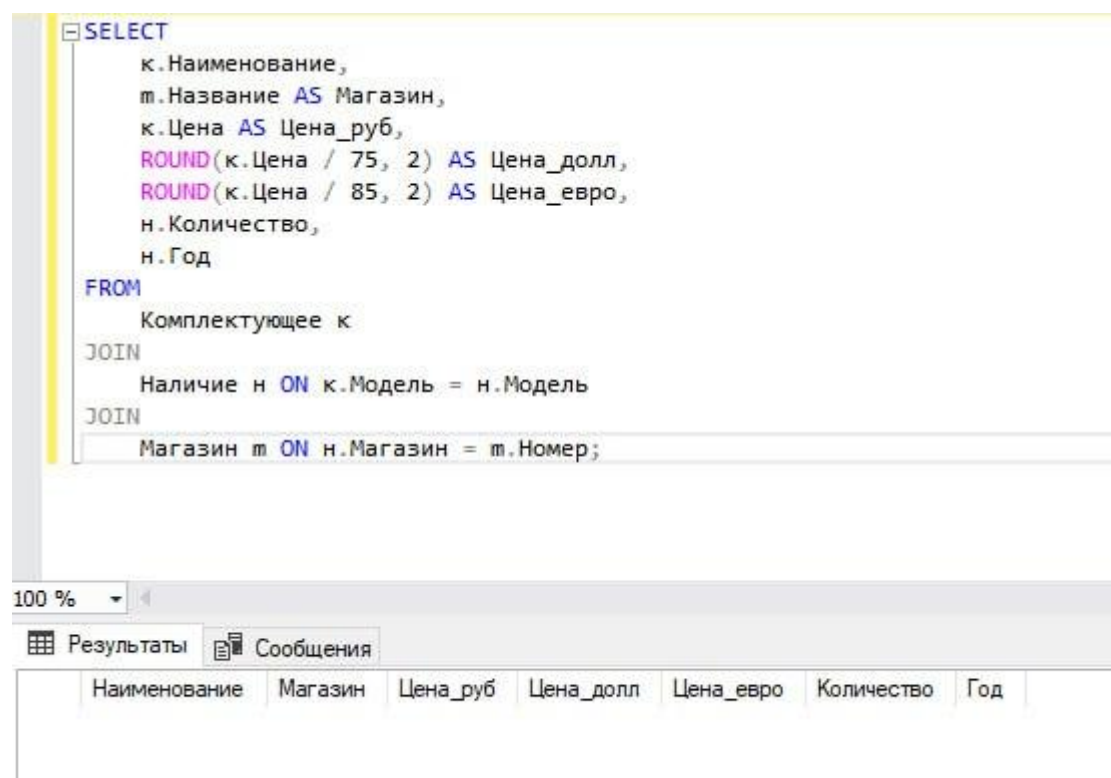 SELECT
к.Наименование,
m.Название AS Магазин,
к.Цена AS Цена_руб,
ROUND(к.Цена / 75, 2) AS Цена_долл,
ROUND(к.Цена / 85, 2) AS Цена_евро,
н.Количество,
н.Год
FROM
Комплектующее к
JOIN
Наличие н ON к.Модель = н.Модель
JOIN
Магазин m ON н.Магазин = m.Номер;
100 %
Результаты Сообщения
Наименование Магазин Цена_руб Цена_долл Цена_евро Количество Год